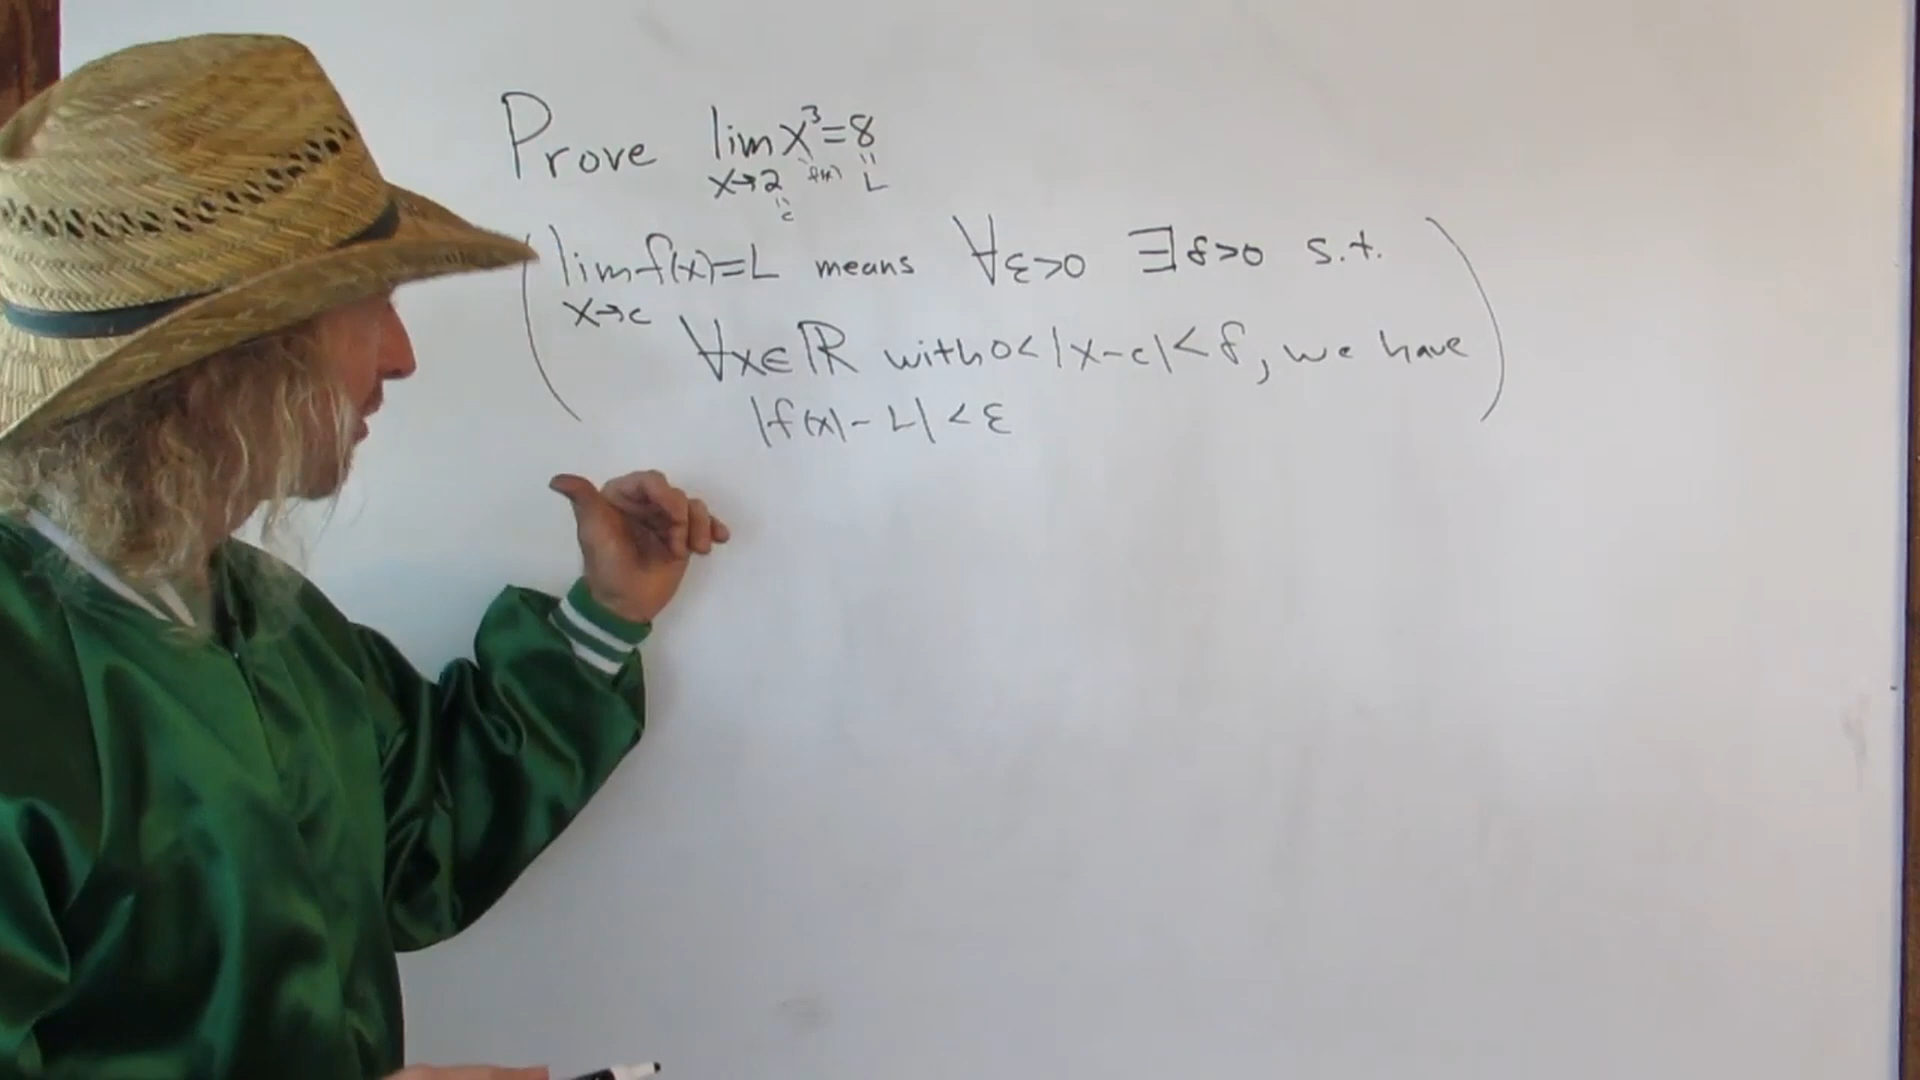 Prove lim x³ = 8
x→2 f(x) L
c
(lim f(x) = L means ∀ε>0 ∃δ>0 s.t.
x→c
∀x∈ℝ with 0<|x-c|<δ, we have)
|f(x)-L| < ε